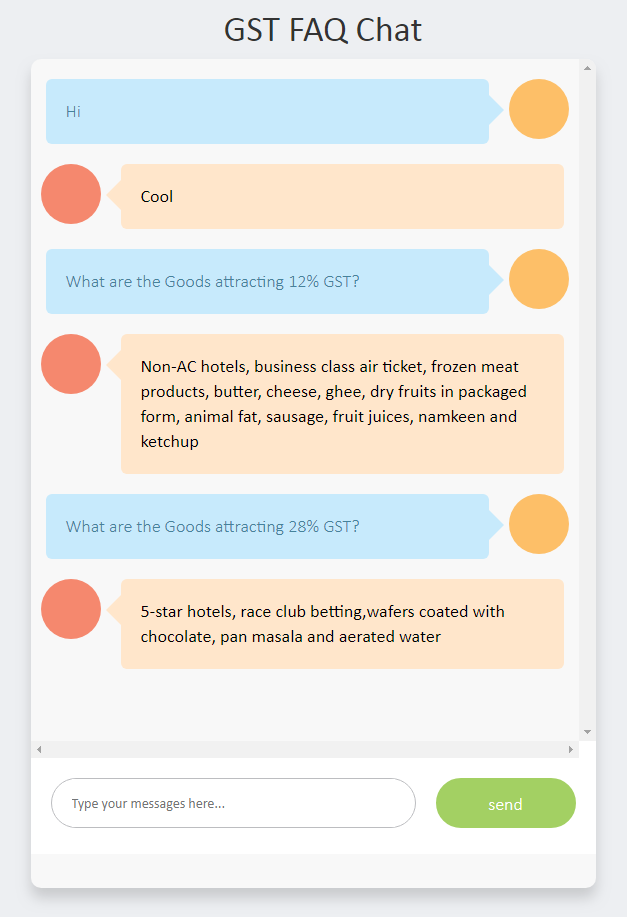 GST FAQ Chat
Hi
Cool
What are the Goods attracting 12% GST?
Non-AC hotels, business class air ticket, frozen meat
products, butter, cheese, ghee, dry fruits in packaged
form, animal fat, sausage, fruit juices, namkeen and
ketchup
What are the Goods attracting 28% GST?
5-star hotels, race club betting,wafers coated with
chocolate, pan masala and aerated water
Type your messages here...
send